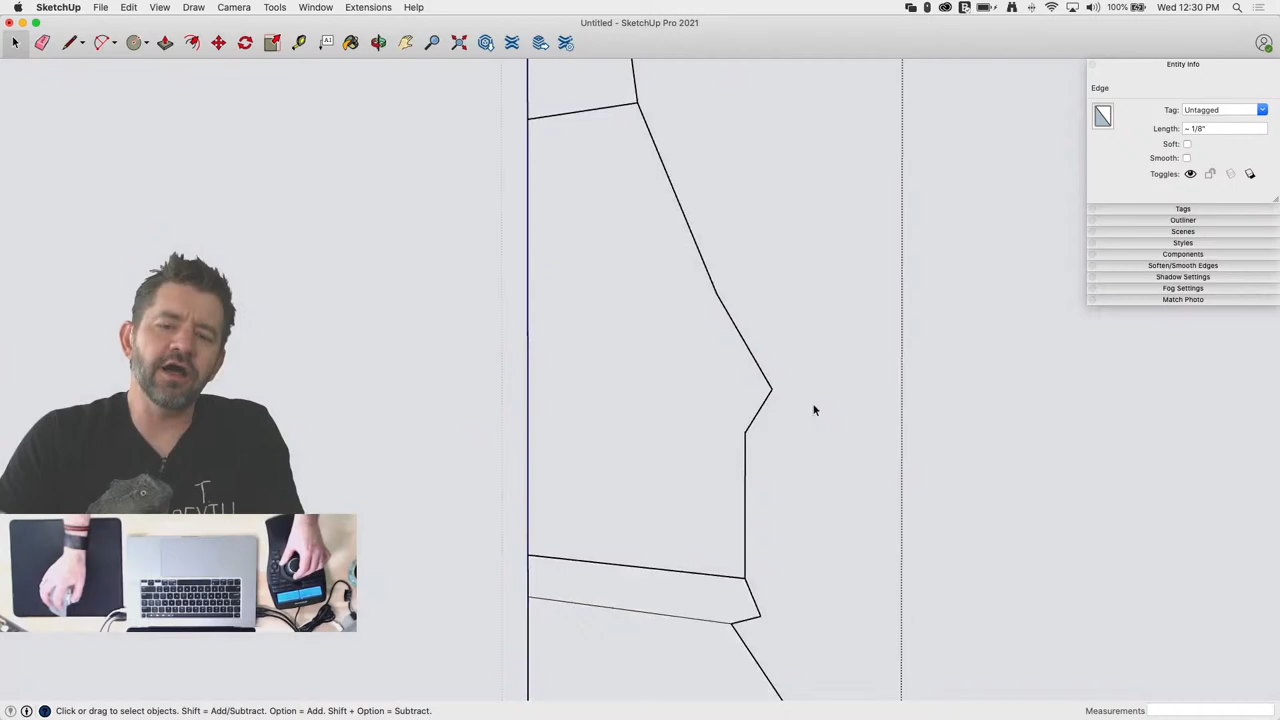 SketchUp File Edit View Draw Camera Tools Window Extensions Help 100% Wed 12:30 PM
Untitled - SketchUp Pro 2021
Entity Info
Edge
Tag: Untagged
Length: ~ 1/8"
Soft:
Smooth:
Toggles:
Tags
Outliner
Scenes
Styles
Components
Soften/Smooth Edges
Shadow Settings
Fog Settings
Match Photo
Click or drag to select objects. Shift = Add/Subtract. Option = Add. Shift + Option = Subtract.
Measurements